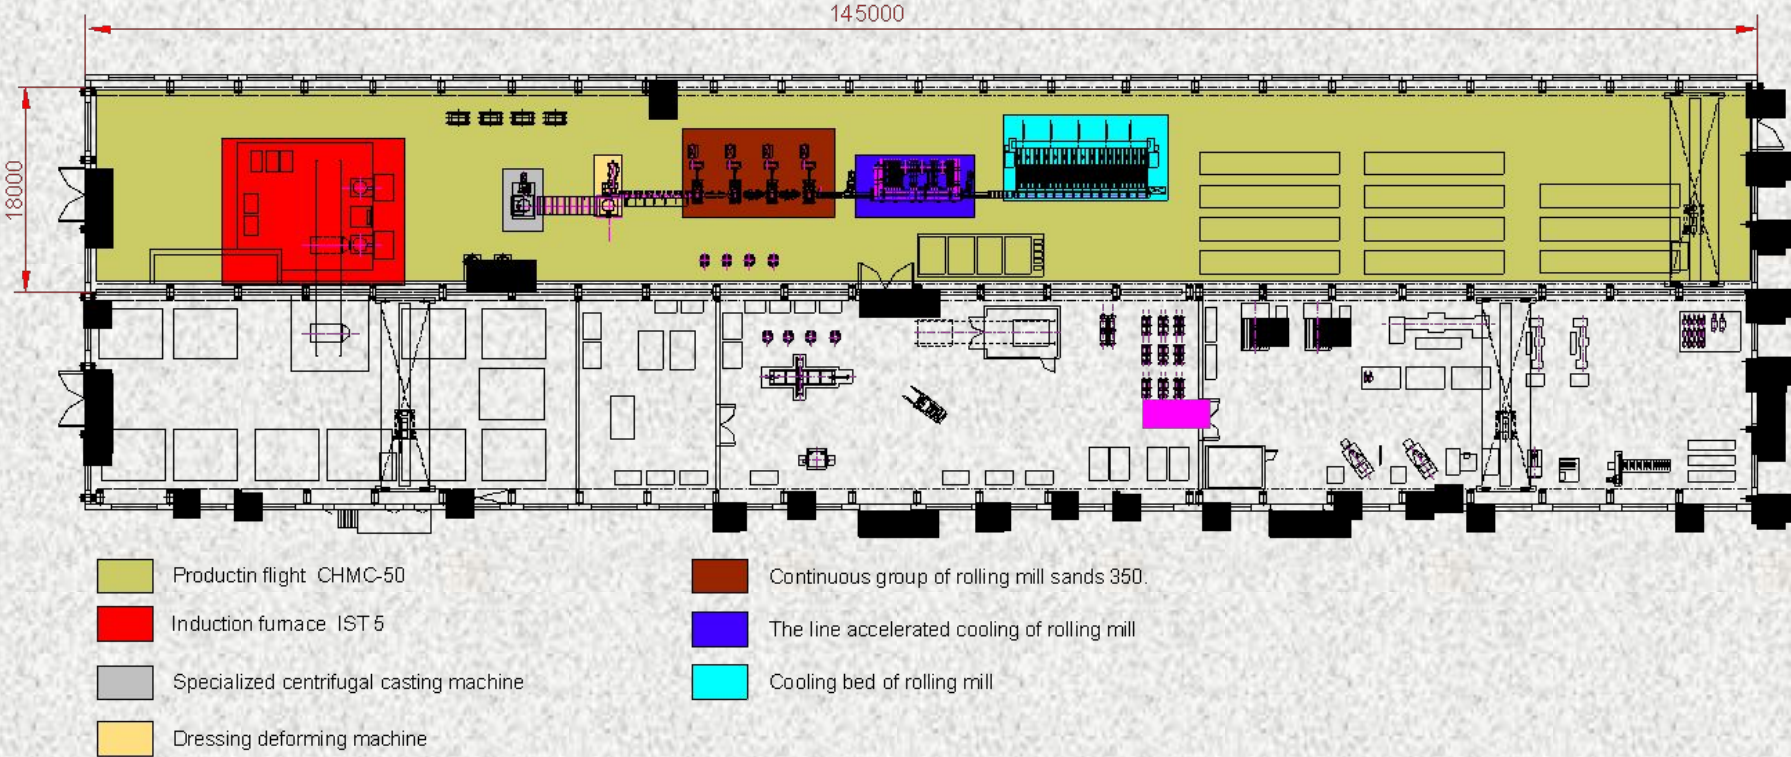 145000
18000
Productin flight CHMC-50
Induction furnace IST 5
Specialized centrifugal casting machine
Dressing deforming machine
Continuous group of rolling mill sands 350.
The line accelerated cooling of rolling mill
Cooling bed of rolling mill